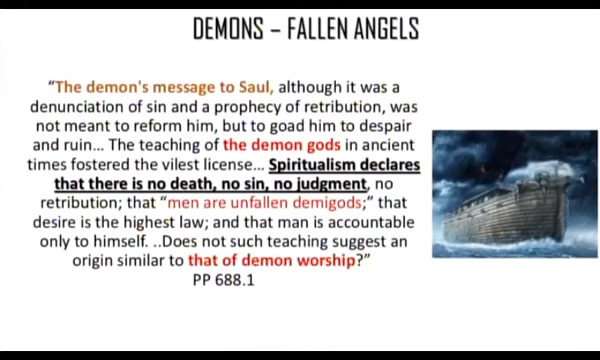 DEMONS – FALLEN ANGELS
“The demon's message to Saul, although it was a
denunciation of sin and a prophecy of retribution, was
not meant to reform him, but to goad him to despair
and ruin... The teaching of the demon gods in ancient
times fostered the vilest license... Spiritualism declares
that there is no death, no sin, no judgment, no
retribution; that “men are unfallen demigods;” that
desire is the highest law; and that man is accountable
only to himself. ..Does not such teaching suggest an
origin similar to that of demon worship?”
PP 688.1